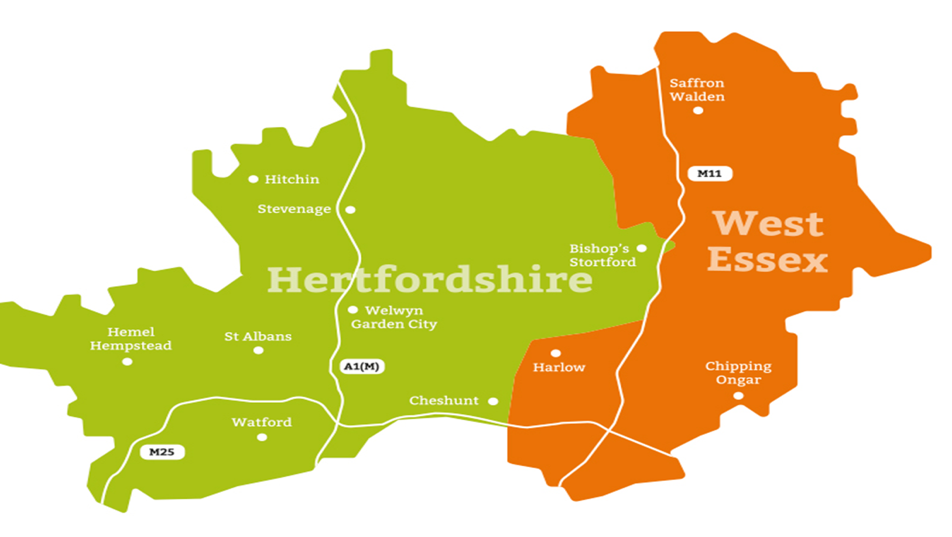 Saffron
Walden
M11
Hitchin
Stevenage
West
Essex
Bishop's
Stortford
Hertfordshire
Welwyn
Garden City
Hemel
Hempstead
St Albans
A1(M)
Harlow
Chipping
Ongar
Cheshunt
Watford
M25